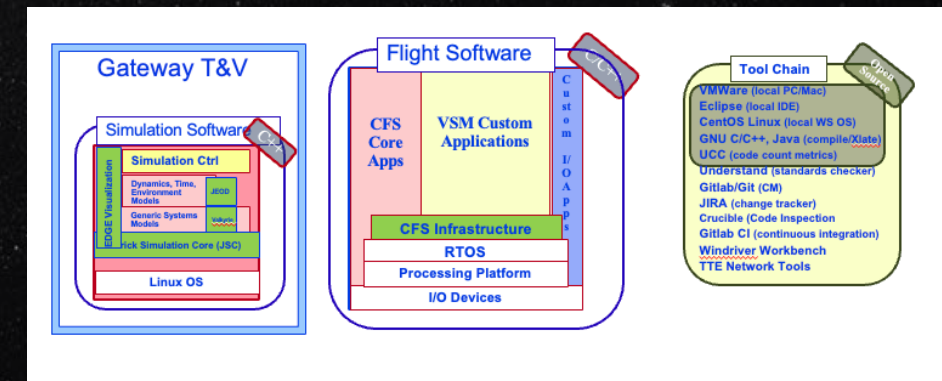 Gateway T&V
Simulation Software
C++
Simulation Ctrl
EDGE Visualization
Dynamics, Time,
Environment
Models
JEOD
Generic Systems
Models
Valkyrie
rick Simulation Core (JSC)
Linux OS
Flight Software
C/C++
CFS
Core
Apps
VSM Custom
Applications
Custom I/O Apps
CFS Infrastructure
RTOS
Processing Platform
I/O Devices
Tool Chain
Open
Source
VMWare (local PC/Mac)
Eclipse (local IDE)
CentOS Linux (local WS OS)
GNU C/C++, Java (compile/Xlate)
UCC (code count metrics)
Understand (standards checker)
Gitlab/Git (CM)
JIRA (change tracker)
Crucible (Code Inspection
Gitlab CI (continuous integration)
Windriver Workbench
TTE Network Tools